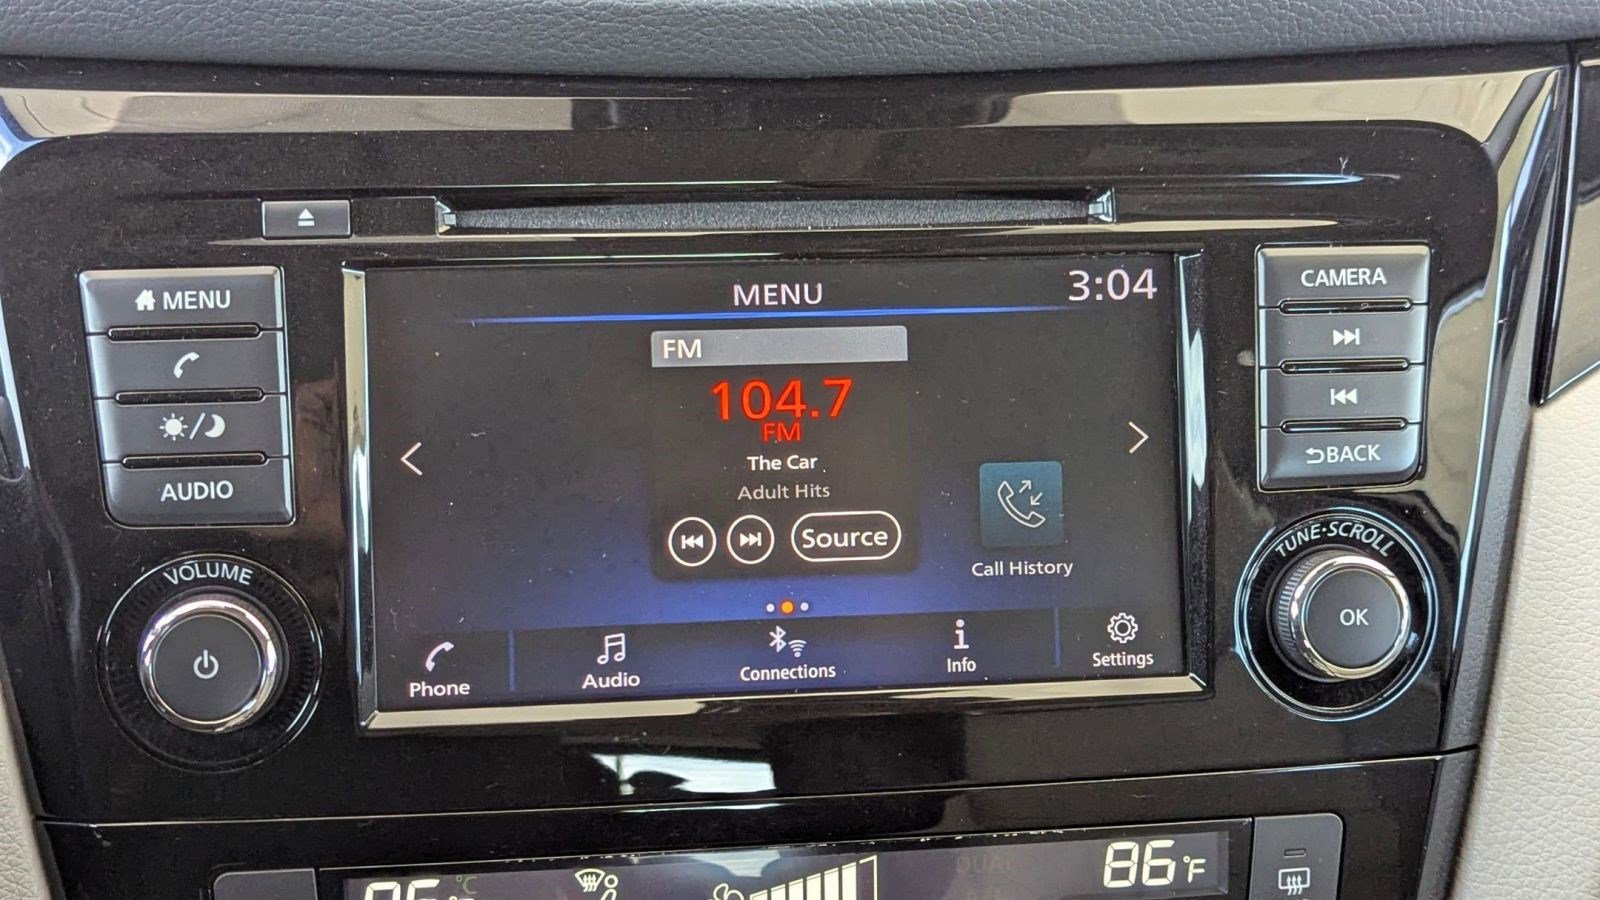 MENU
AUDIO
VOLUME
MENU
3:04
FM
104.7
FM
The Car
Adult Hits
Source
Call History
Phone
Audio
Connections
Info
Settings
CAMERA
BACK
TUNE·SCROLL
OK
°C
86°F